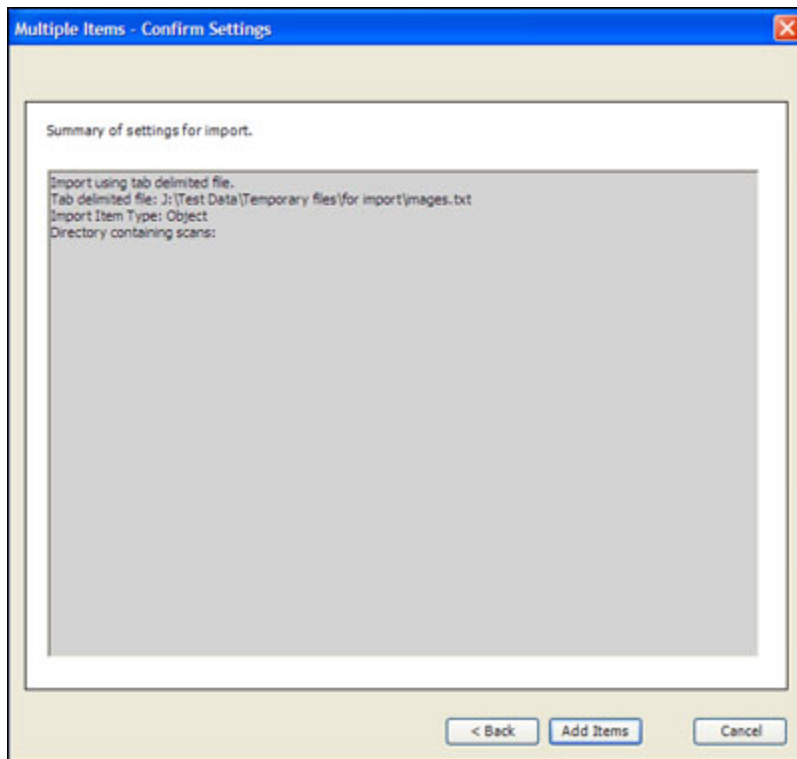 Multiple Items - Confirm Settings
Summary of settings for import.
Import using tab delmited file.
Tab delimited file: J:\Test Data\Temporary files\for import\images.txt
Import Item Type: Object
Directory containing scans:
< Back Add Items Cancel